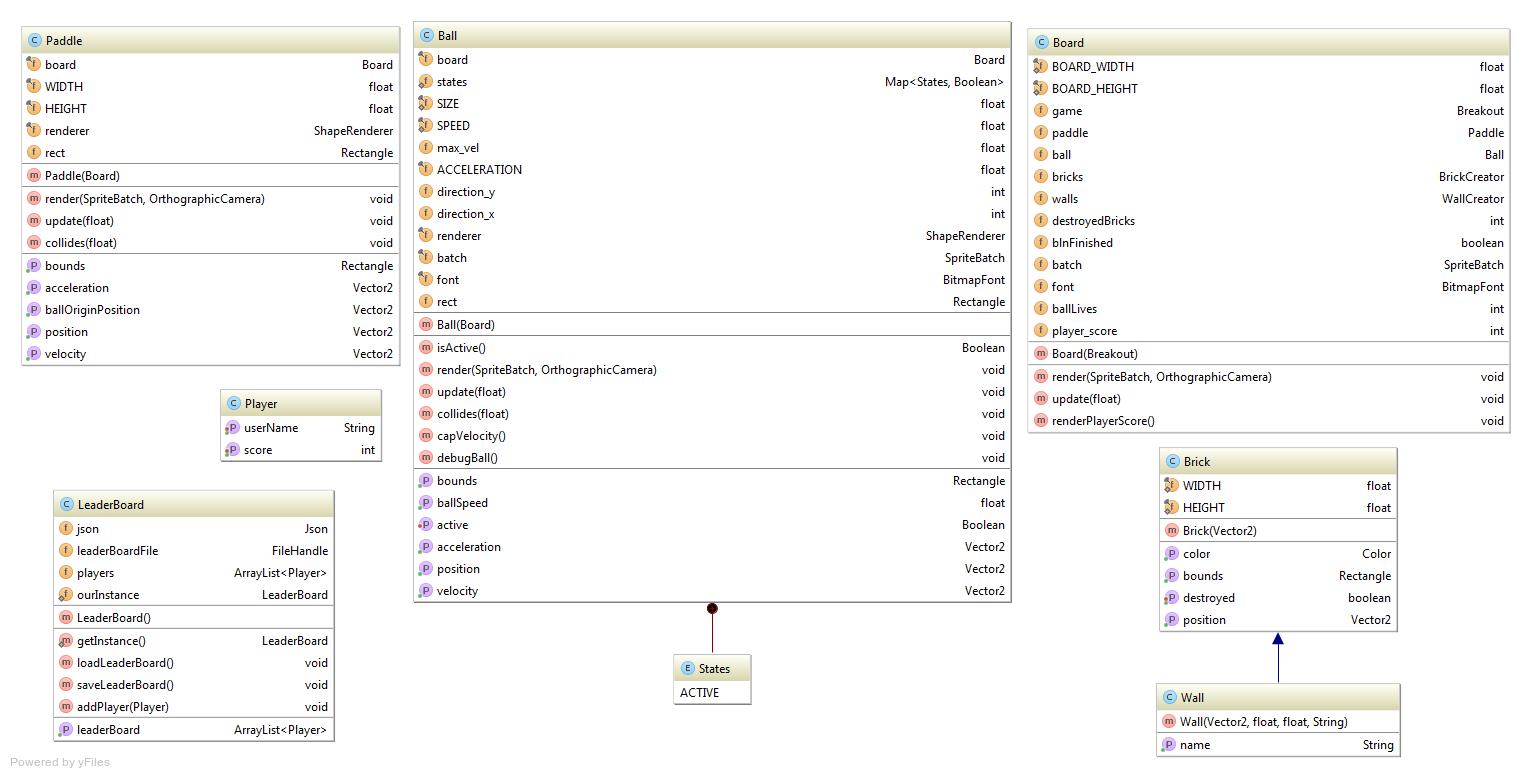 C Paddle
f board Board
f WIDTH float
f HEIGHT float
f renderer ShapeRenderer
f rect Rectangle
m Paddle(Board)
m render(SpriteBatch, OrthographicCamera) void
m update(float) void
m collides(float) void
P bounds Rectangle
P acceleration Vector2
P ballOriginPosition Vector2
P position Vector2
P velocity Vector2
C Player
P userName String
P score int
C LeaderBoard
f json Json
f leaderBoardFile FileHandle
f players ArrayList<Player>
f ourInstance LeaderBoard
m LeaderBoard()
m getInstance() LeaderBoard
m loadLeaderBoard() void
m saveLeaderBoard() void
m addPlayer(Player) void
P leaderBoard ArrayList<Player>
C Ball
f board Board
f states Map<States, Boolean>
f SIZE float
f SPEED float
f max_vel float
f ACCELERATION float
f direction_y int
f direction_x int
f renderer ShapeRenderer
f batch SpriteBatch
f font BitmapFont
f rect Rectangle
m Ball(Board)
m isActive() Boolean
m render(SpriteBatch, OrthographicCamera) void
m update(float) void
m collides(float) void
m capVelocity() void
m debugBall() void
P bounds Rectangle
P ballSpeed float
P active Boolean
P acceleration Vector2
P position Vector2
P velocity Vector2
E States
ACTIVE
C Board
f BOARD_WIDTH float
f BOARD_HEIGHT float
f game Breakout
f paddle Paddle
f ball Ball
f bricks BrickCreator
f walls WallCreator
f destroyedBricks int
f blnFinished boolean
f batch SpriteBatch
f font BitmapFont
f ballLives int
f player_score int
m Board(Breakout)
m render(SpriteBatch, OrthographicCamera) void
m update(float) void
m renderPlayerScore() void
C Brick
f WIDTH float
f HEIGHT float
m Brick(Vector2)
P color Color
P bounds Rectangle
P destroyed boolean
P position Vector2
C Wall
m Wall(Vector2, float, float, String)
P name String
Powered by yFiles